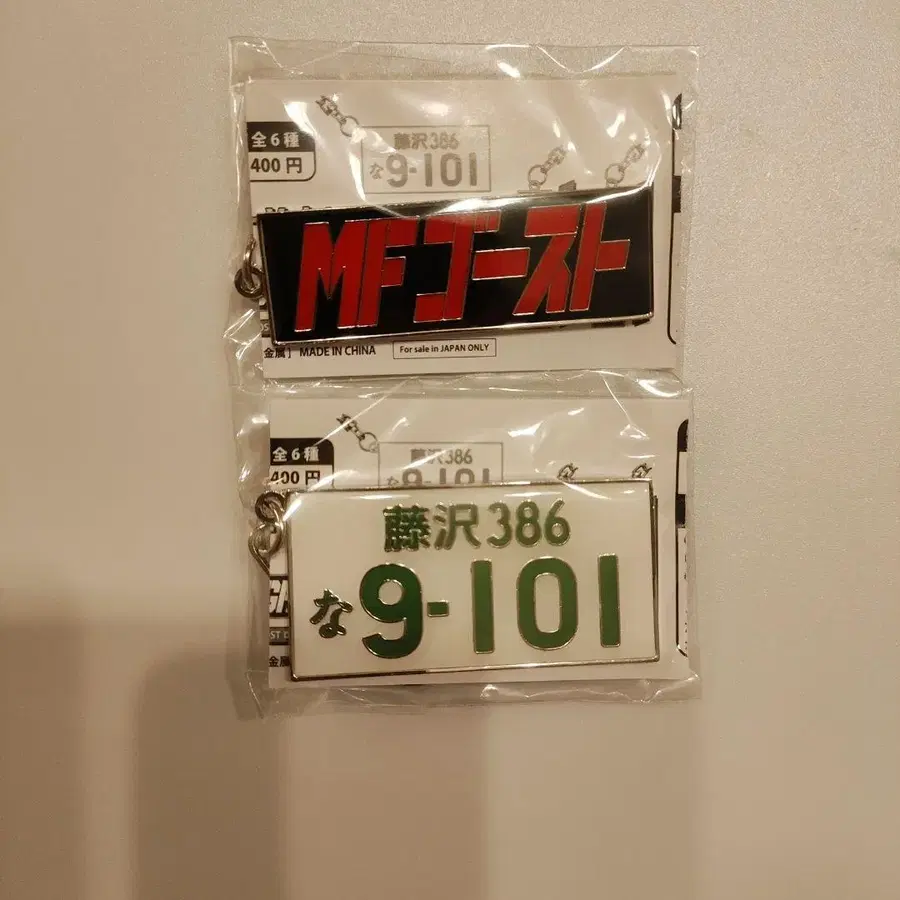 全6種
400円
藤沢386
な9-101
MFゴースト
金属] MADE IN CHINA
For sale in JAPAN ONLY
全6種
400円
藤沢386
な9-101
藤沢386
な9-101
金属